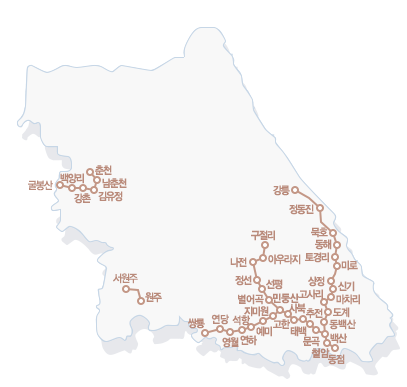 춘천
백양리
굴봉산
남춘천
강촌
김유정
강릉
정동진
구절리
묵호
동해
나전
아우라지
토경리
미로
서원주
정선
선평
상정
신기
원주
별어곡
민둥산
고사리
마차리
지마원
사북
추전
도계
쌍룡
연당
석항
예미
고한
동백산
태백
영월
연하
문곡
백산
철암
동점